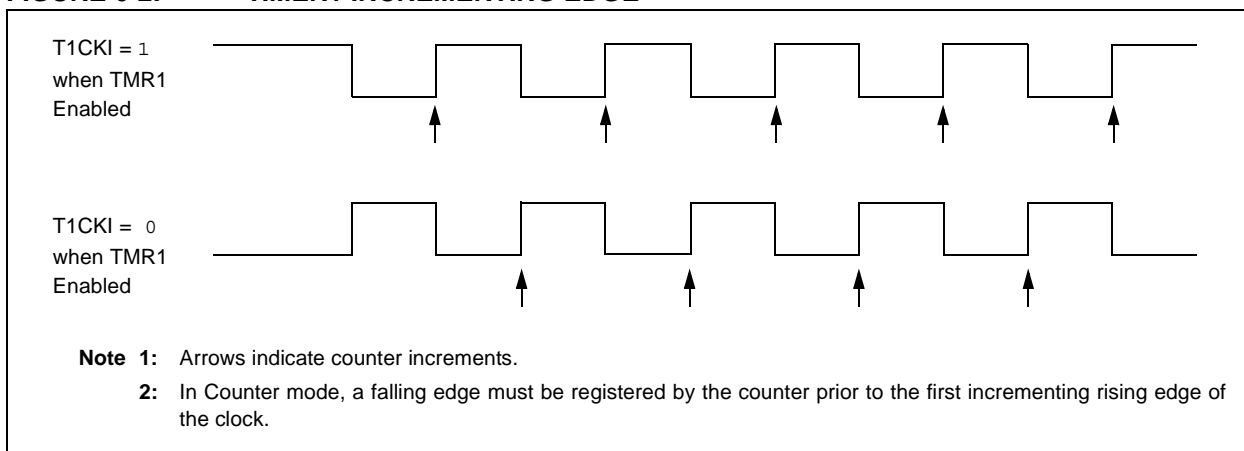 T1CKI = 1
when TMR1
Enabled
T1CKI = 0
when TMR1
Enabled
Note 1: Arrows indicate counter increments.
2: In Counter mode, a falling edge must be registered by the counter prior to the first incrementing rising edge of
the clock.